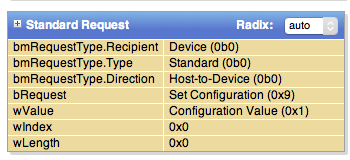 Standard Request Radix: auto
bmRequestType.Recipient Device (0b0)
bmRequestType.Type Standard (0b0)
bmRequestType.Direction Host-to-Device (0b0)
bRequest Set Configuration (0x9)
wValue Configuration Value (0x1)
wIndex 0x0
wLength 0x0